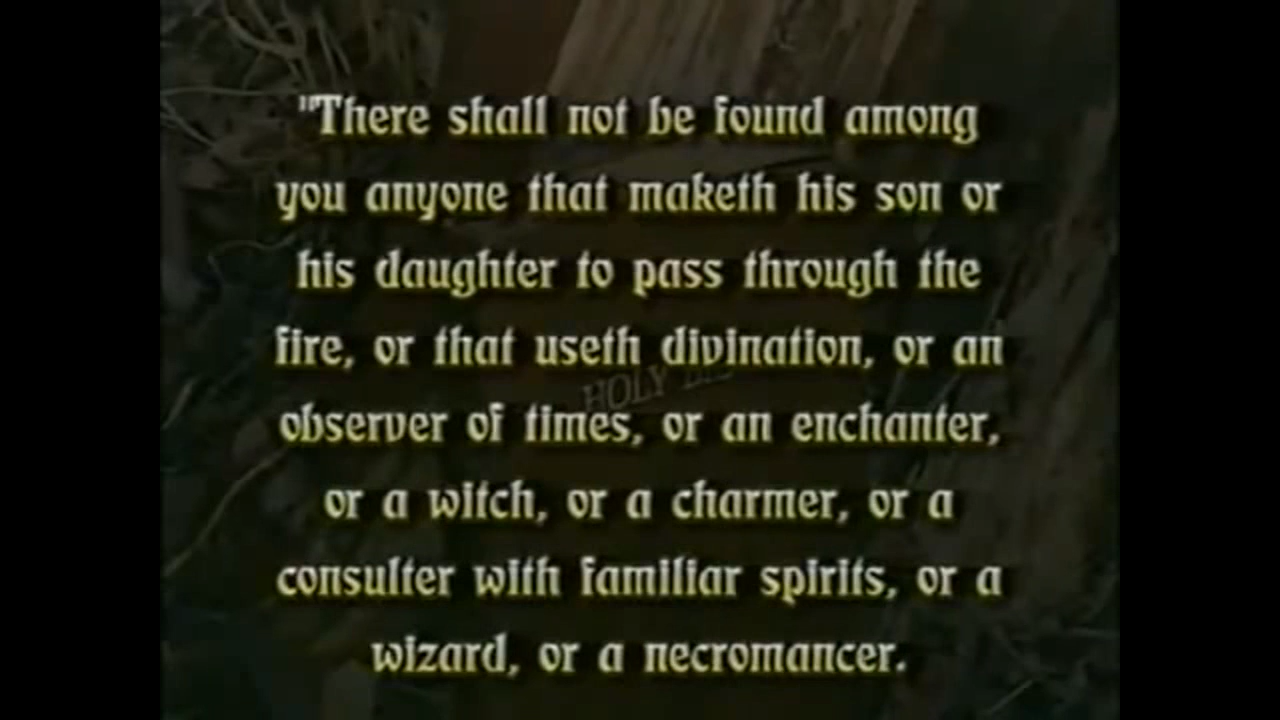 "There shall not be found among
you anyone that maketh his son or
his daughter to pass through the
fire, or that useth divination, or an
observer of times, or an enchanter,
or a witch, or a charmer, or a
consulter with familiar spirits, or a
wizard, or a necromancer.
HOLY